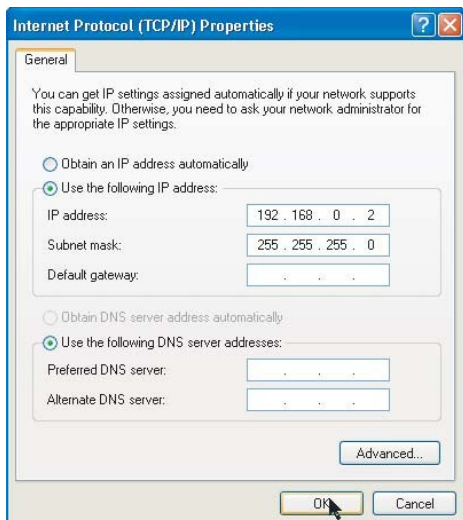 Internet Protocol (TCP/IP) Properties
General
You can get IP settings assigned automatically if your network supports
this capability. Otherwise, you need to ask your network administrator for
the appropriate IP settings.
Obtain an IP address automatically
Use the following IP address:
IP address: 192 . 168 . 0 . 2
Subnet mask: 255 . 255 . 255 . 0
Default gateway: . . .
Obtain DNS server address automatically
Use the following DNS server addresses:
Preferred DNS server: . . .
Alternate DNS server: . . .
Advanced...
OK Cancel